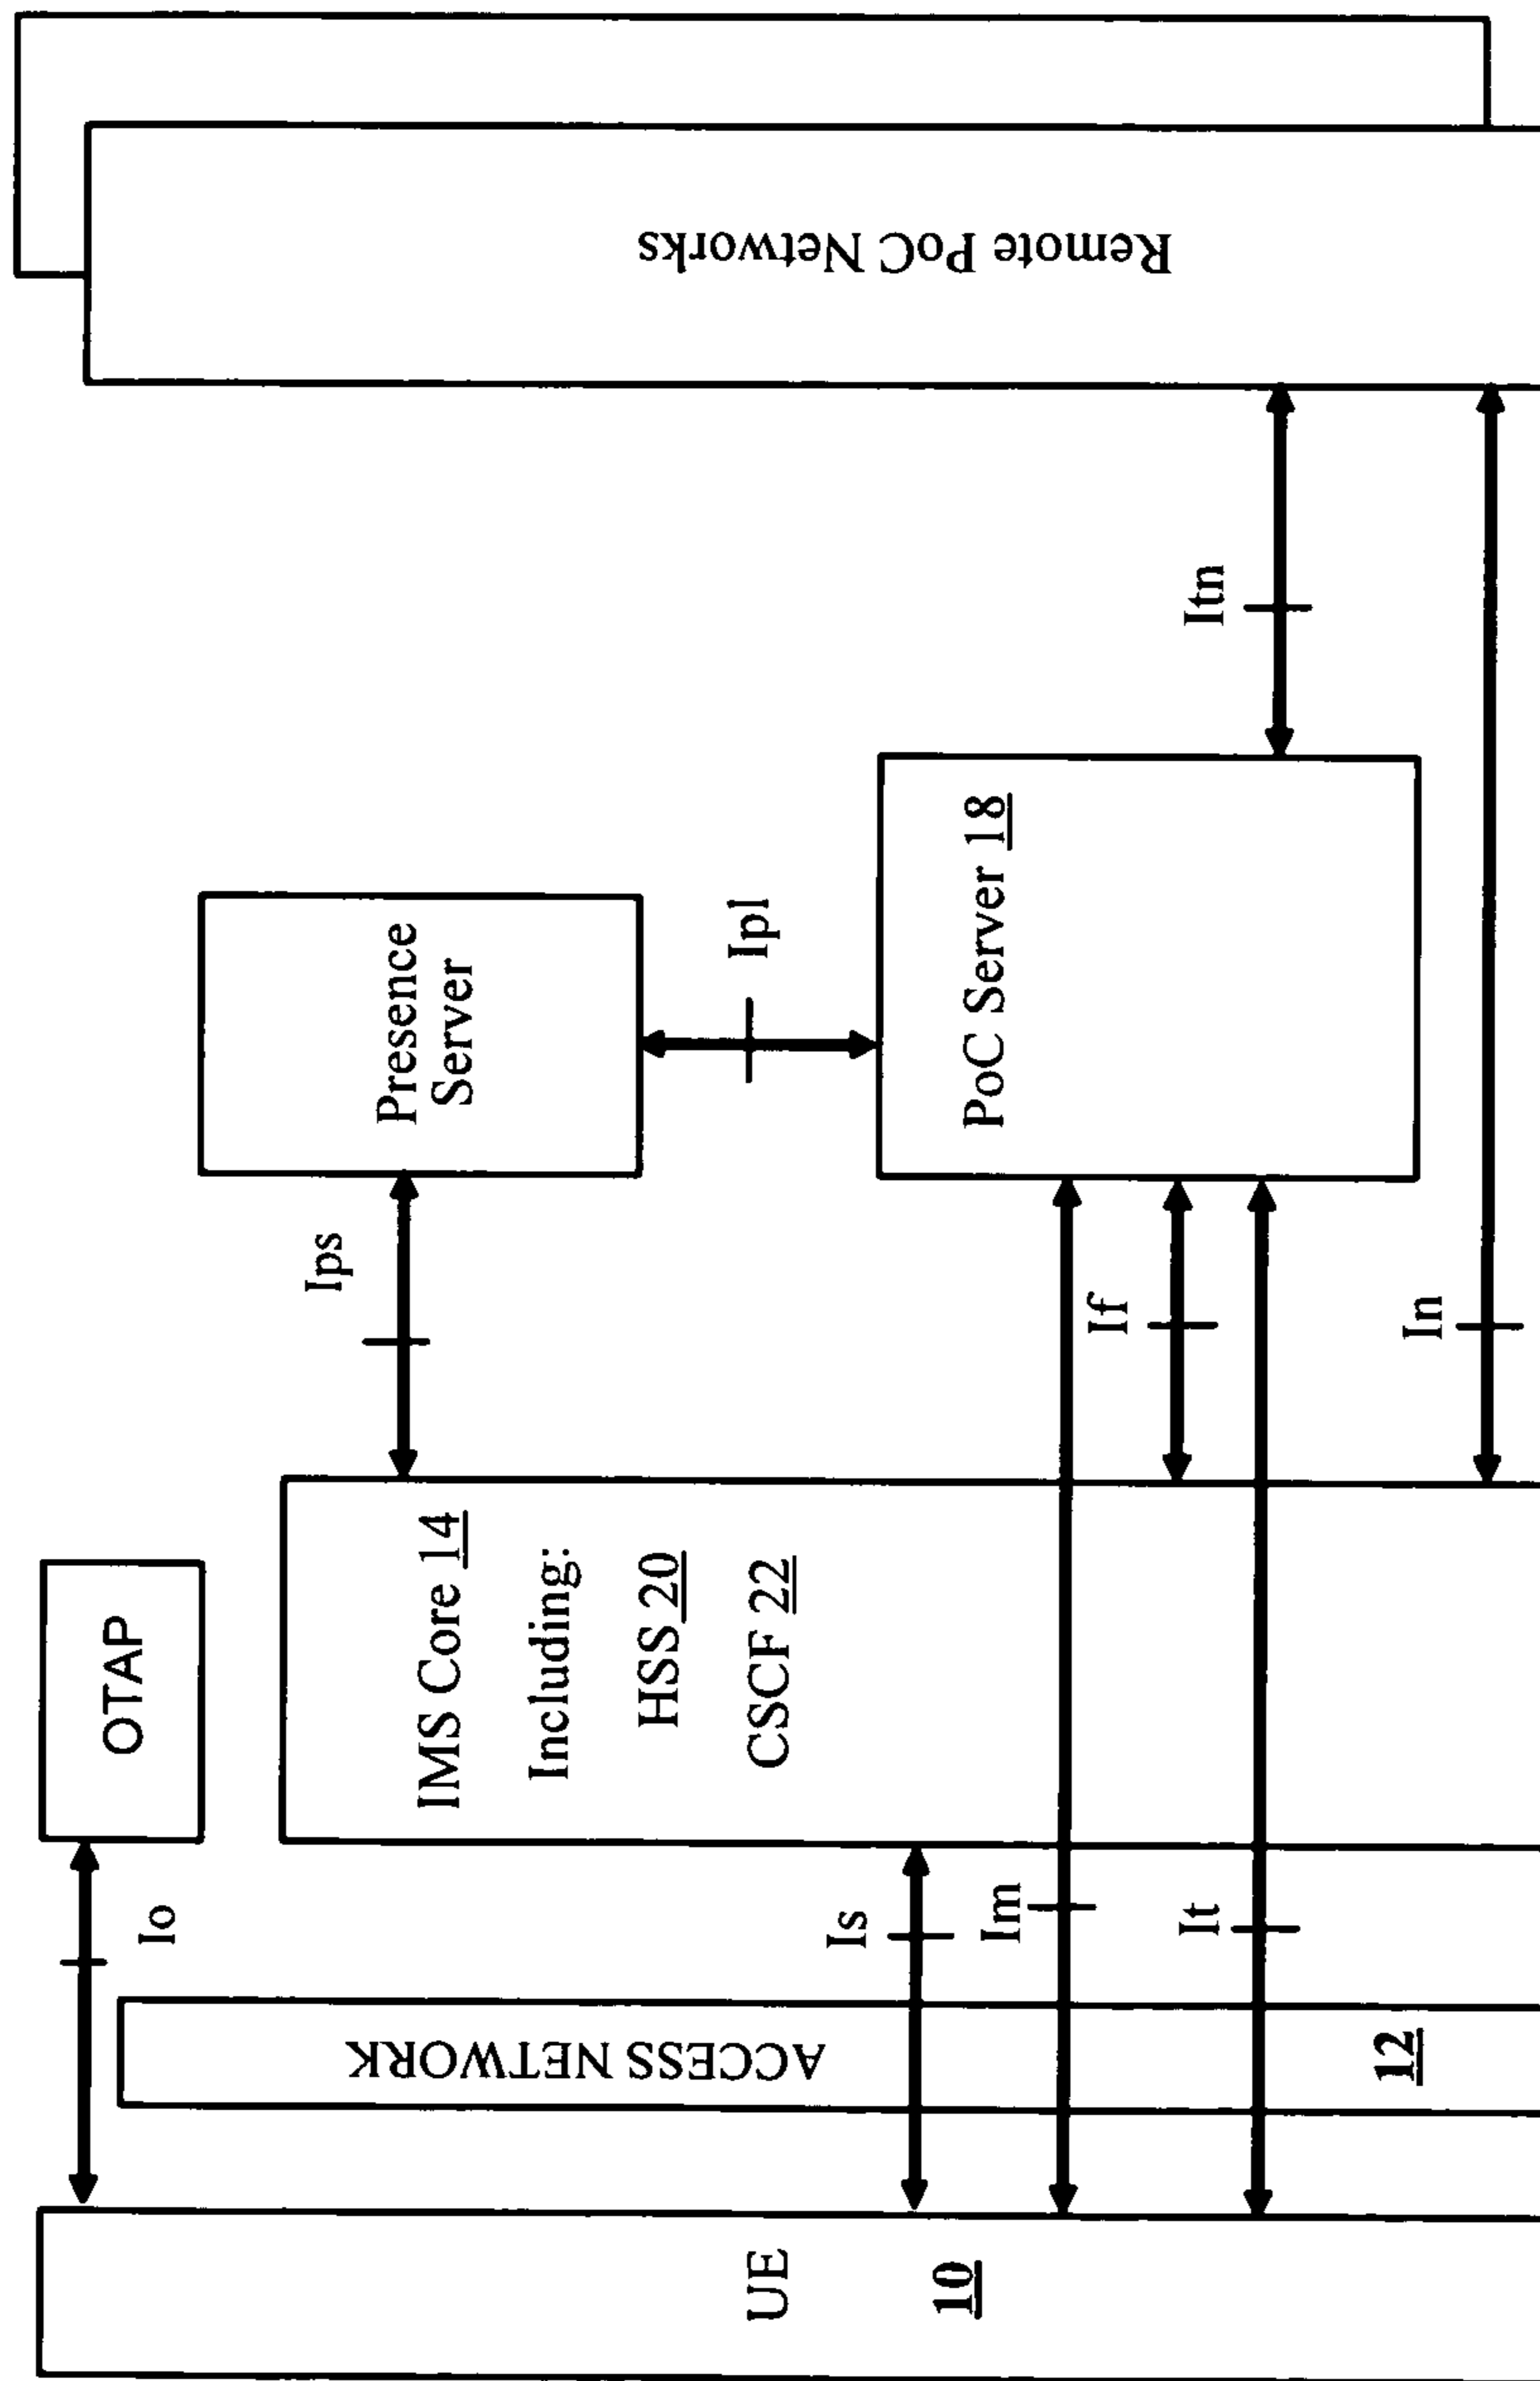 UE
10
ACCESS NETWORK
12
Io
Is
Im
It
OTAP
IMS Core 14
Including:
HSS 20
CSCF 22
Ips
If
In
Presence
Server
Ipl
PoC Server 18
Itn
Remote PoC Networks